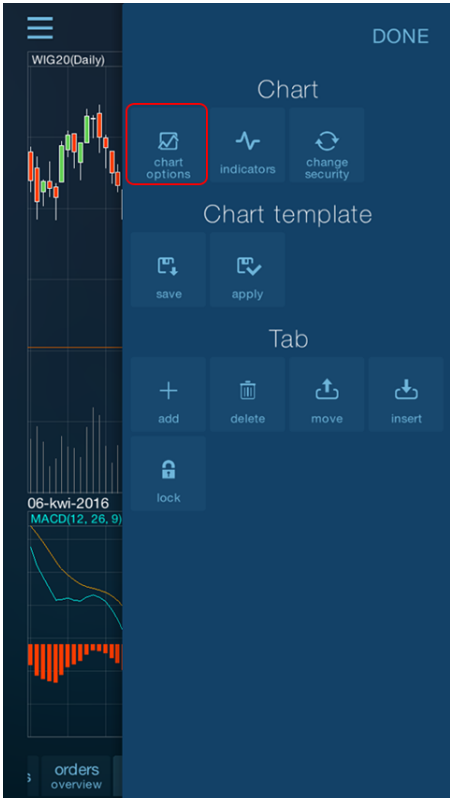 DONE
WIG20(Daily)
Chart
chart
options
indicators
change
security
Chart template
save
apply
Tab
add
delete
move
insert
lock
06-kwi-2016
MACD(12, 26, 9)
s
orders
overview